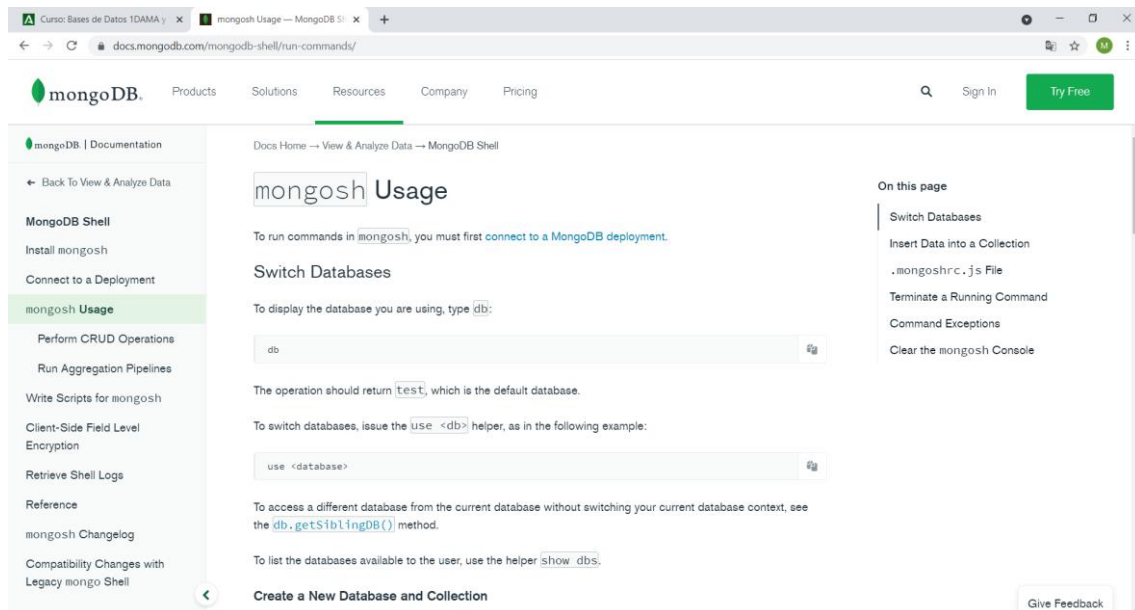 Curso: Bases de Datos 1DAMA y
mongosh Usage — MongoDB Sh
docs.mongodb.com/mongodb-shell/run-commands/
M
mongoDB.
Products
Solutions
Resources
Company
Pricing
Sign In
Try Free
mongoDB. | Documentation
← Back To View & Analyze Data
MongoDB Shell
Install mongosh
Connect to a Deployment
mongosh Usage
Perform CRUD Operations
Run Aggregation Pipelines
Write Scripts for mongosh
Client-Side Field Level
Encryption
Retrieve Shell Logs
Reference
mongosh Changelog
Compatibility Changes with
Legacy mongo Shell
Docs Home → View & Analyze Data → MongoDB Shell
mongosh Usage
To run commands in mongosh, you must first connect to a MongoDB deployment.
Switch Databases
To display the database you are using, type db:
db
The operation should return test, which is the default database.
To switch databases, issue the use <db> helper, as in the following example:
use <database>
To access a different database from the current database without switching your current database context, see
the db.getSiblingDB() method.
To list the databases available to the user, use the helper show dbs.
Create a New Database and Collection
On this page
Switch Databases
Insert Data into a Collection
.mongoshrc.js File
Terminate a Running Command
Command Exceptions
Clear the mongosh Console
Give Feedback